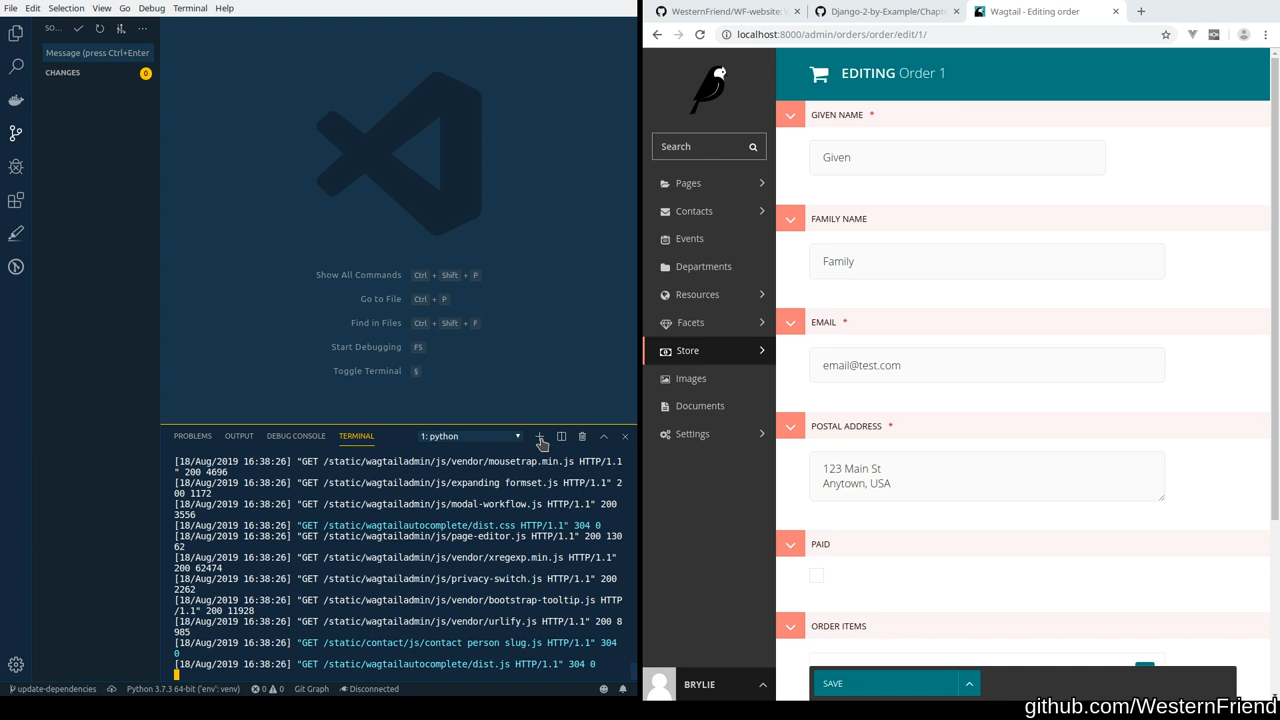 File Edit Selection View Go Debug Terminal Help
SO...
Message (press Ctrl+Enter
CHANGES 0
Show All Commands Ctrl + Shift + P
Go to File Ctrl + P
Find in Files Ctrl + Shift + F
Start Debugging F5
Toggle Terminal §
PROBLEMS OUTPUT DEBUG CONSOLE TERMINAL 1: python
[18/Aug/2019 16:38:26] "GET /static/wagtailadmin/js/vendor/mousetrap.min.js HTTP/1.1
" 200 4696
[18/Aug/2019 16:38:26] "GET /static/wagtailadmin/js/expanding_formset.js HTTP/1.1" 2
00 1172
[18/Aug/2019 16:38:26] "GET /static/wagtailadmin/js/modal-workflow.js HTTP/1.1" 200
3556
[18/Aug/2019 16:38:26] "GET /static/wagtailautocomplete/dist.css HTTP/1.1" 304 0
[18/Aug/2019 16:38:26] "GET /static/wagtailadmin/js/page-editor.js HTTP/1.1" 200 130
62
[18/Aug/2019 16:38:26] "GET /static/wagtailadmin/js/vendor/xregexp.min.js HTTP/1.1"
200 62474
[18/Aug/2019 16:38:26] "GET /static/wagtailadmin/js/privacy-switch.js HTTP/1.1" 200
2262
[18/Aug/2019 16:38:26] "GET /static/wagtailadmin/js/vendor/bootstrap-tooltip.js HTTP
/1.1" 200 11928
[18/Aug/2019 16:38:26] "GET /static/wagtailadmin/js/vendor/urlify.js HTTP/1.1" 200 8
985
[18/Aug/2019 16:38:26] "GET /static/contact/js/contact_person_slug.js HTTP/1.1" 304
0
[18/Aug/2019 16:38:26] "GET /static/wagtailautocomplete/dist.js HTTP/1.1" 304 0
update-dependencies Python 3.7.3 64-bit ('env': venv) 0 0 Git Graph Disconnected
WesternFriend/WF-website: Django-2-by-Example/Chapt Wagtail - Editing order
localhost:8000/admin/orders/order/edit/1/
Search
Pages
Contacts
Events
Departments
Resources
Facets
Store
Images
Documents
Settings
BRYLIE
EDITING Order 1
GIVEN NAME *
Given
FAMILY NAME
Family
EMAIL *
email@test.com
POSTAL ADDRESS *
123 Main St
Anytown, USA
PAID
ORDER ITEMS
SAVE
github.com/WesternFriend